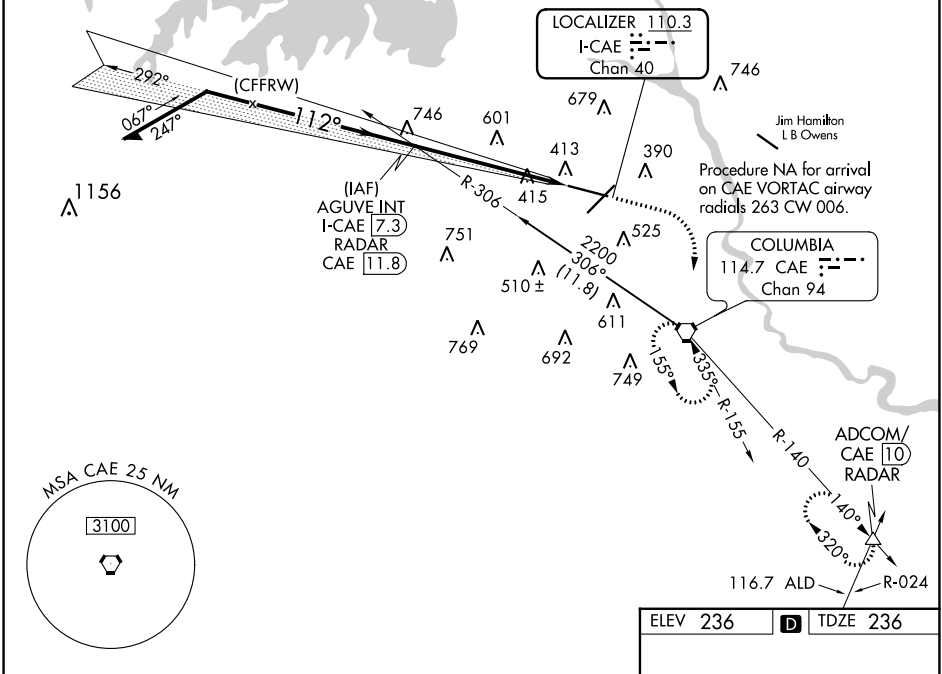 LOCALIZER 110.3
I-CAE
Chan 40
746
292°
(CFFRW)
067°
247°
112°
746
601
679
413
390
415
Jim Hamilton
L B Owens
Procedure NA for arrival
on CAE VORTAC airway
radials 263 CW 006.
1156
(IAF)
AGUVE INT
I-CAE 7.3
RADAR
CAE 11.8
R-306
751
2200
306°
(11.8)
525
510 ±
611
COLUMBIA
114.7 CAE
Chan 94
769
692
749
155°
335°
R-155
R-140
ADCOM/
CAE 10
RADAR
140°
320°
MSA CAE 25 NM
3100
116.7 ALD
R-024
ELEV 236
D
TDZE 236